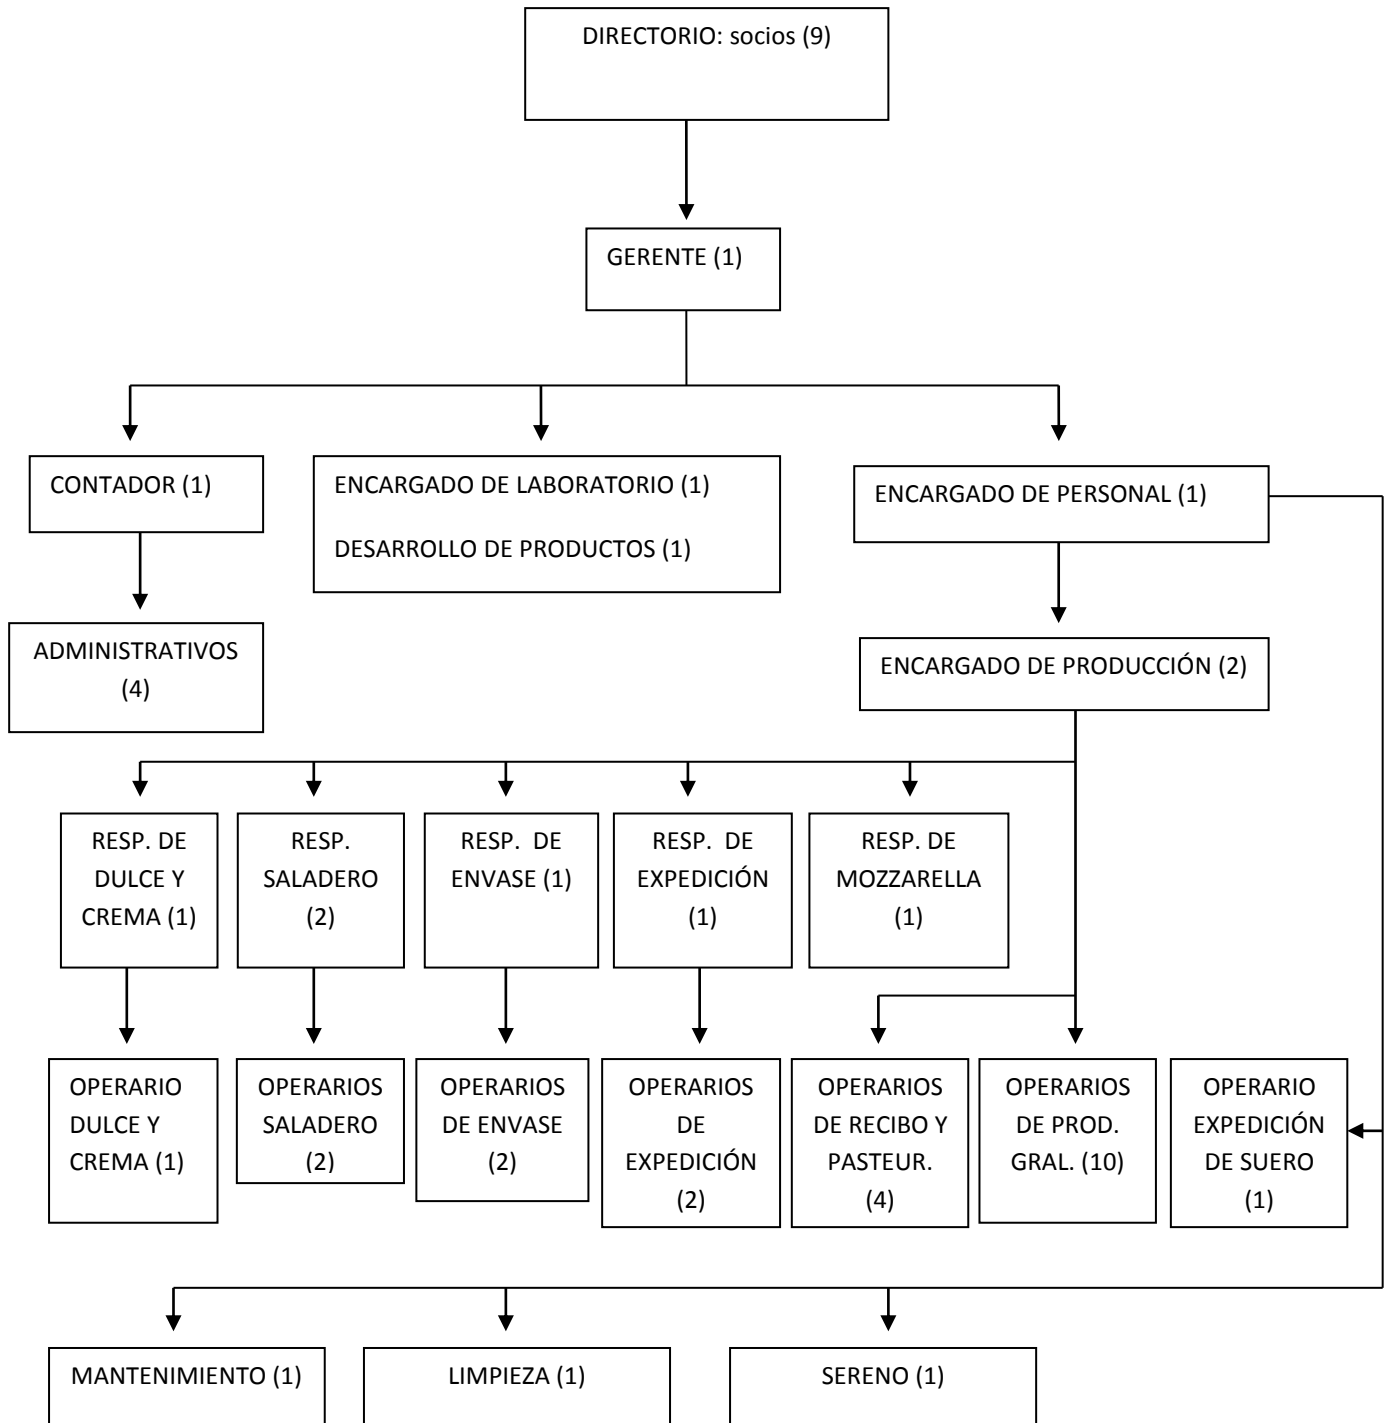 DIRECTORIO: socios (9)
GERENTE (1)
CONTADOR (1)
ENCARGADO DE LABORATORIO (1)
DESARROLLO DE PRODUCTOS (1)
ENCARGADO DE PERSONAL (1)
ADMINISTRATIVOS
(4)
ENCARGADO DE PRODUCCIÓN (2)
RESP. DE
DULCE Y
CREMA (1)
RESP.
SALADERO
(2)
RESP. DE
ENVASE (1)
RESP. DE
EXPEDICIÓN
(1)
RESP. DE
MOZZARELLA
(1)
OPERARIO
DULCE Y
CREMA (1)
OPERARIOS
SALADERO
(2)
OPERARIOS
DE ENVASE
(2)
OPERARIOS
DE
EXPEDICIÓN
(2)
OPERARIOS
DE RECIBO Y
PASTEUR.
(4)
OPERARIOS
DE PROD.
GRAL. (10)
OPERARIO
EXPEDICIÓN
DE SUERO
(1)
MANTENIMIENTO (1)
LIMPIEZA (1)
SERENO (1)